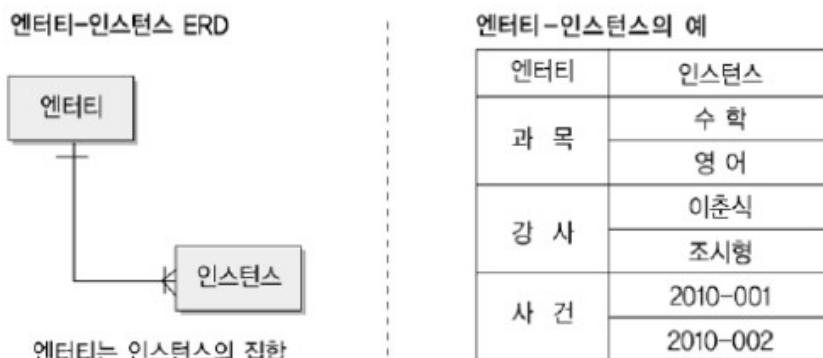 엔터티-인스턴스 ERD
엔터티
인스턴스
엔터티는 인스턴스의 집합
엔터티-인스턴스의 예
엔터티 인스턴스
과 목
수 학
영 어
강 사
이춘식
조시형
사 건
2010-001
2010-002